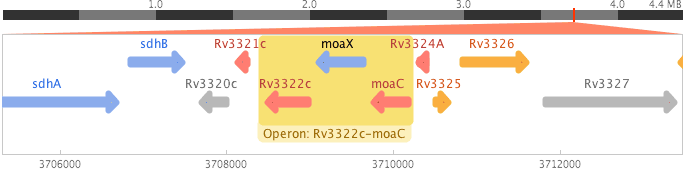 1.0 2.0 3.0 4.0 4.4 MB
sdhB Rv3321c moaX Rv3324A Rv3326
sdhA Rv3320c Rv3322c moaC Rv3325 Rv3327
Operon: Rv3322c-moaC
3706000 3708000 3710000 3712000